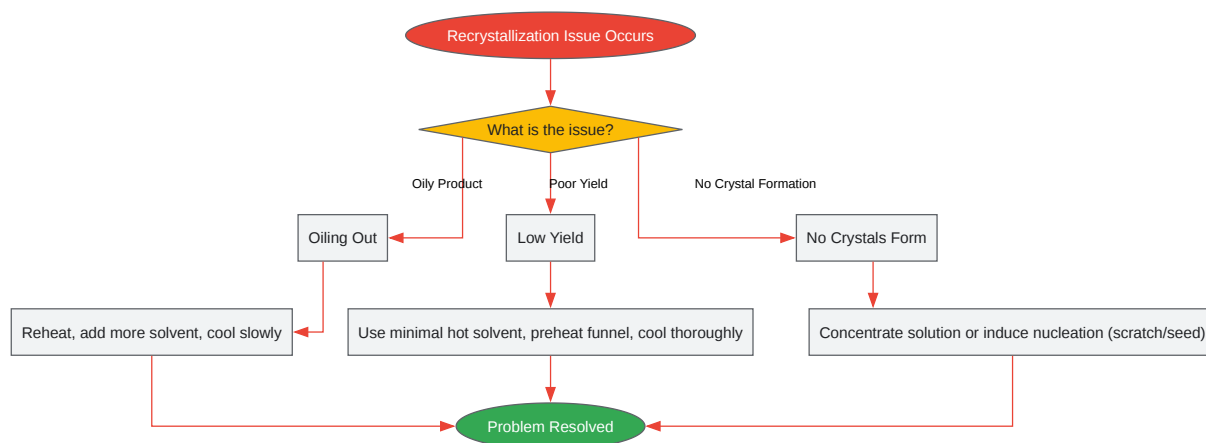 Recrystallization Issue Occurs
What is the issue?
Oily Product
Poor Yield
No Crystal Formation
Oiling Out
Low Yield
No Crystals Form
Reheat, add more solvent, cool slowly
Use minimal hot solvent, preheat funnel, cool thoroughly
Concentrate solution or induce nucleation (scratch/seed)
Problem Resolved